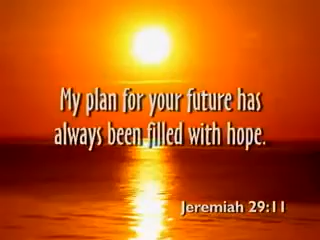 My plan for your future has
always been filled with hope.
Jeremiah 29:11